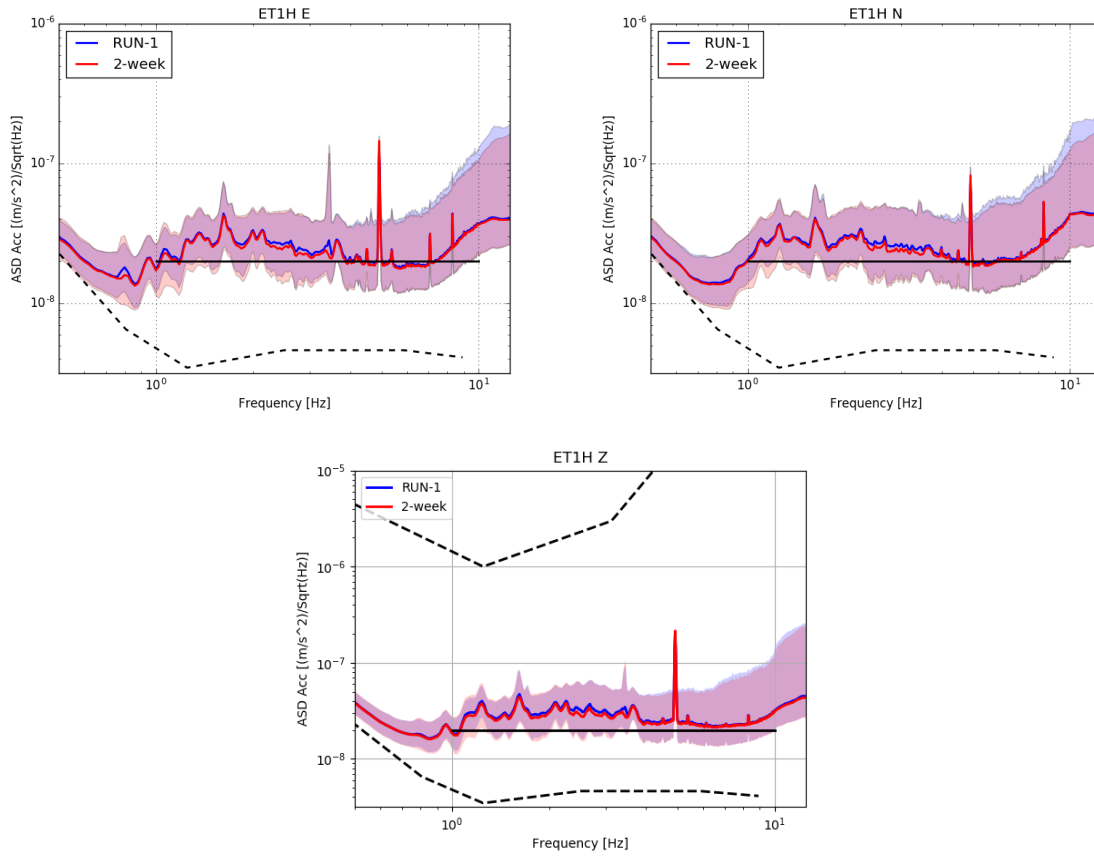 ET1H E
ASD Acc [(m/s^2)/Sqrt(Hz)]
10^-6
10^-7
10^-8
RUN-1
2-week
10^0
10^1
Frequency [Hz]
ET1H N
ASD Acc [(m/s^2)/Sqrt(Hz)]
10^-6
10^-7
10^-8
RUN-1
2-week
10^0
10^1
Frequency [Hz]
ET1H Z
ASD Acc [(m/s^2)/Sqrt(Hz)]
10^-5
10^-6
10^-7
10^-8
RUN-1
2-week
10^0
10^1
Frequency [Hz]